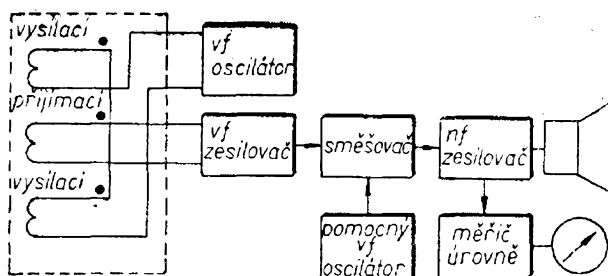 vysílací
přijímací
vysílací
vf
oscilátor
vf
zesilovač
směšovač
nf
zesilovač
pomocný
vf
oscilátor
měřič
úrovně